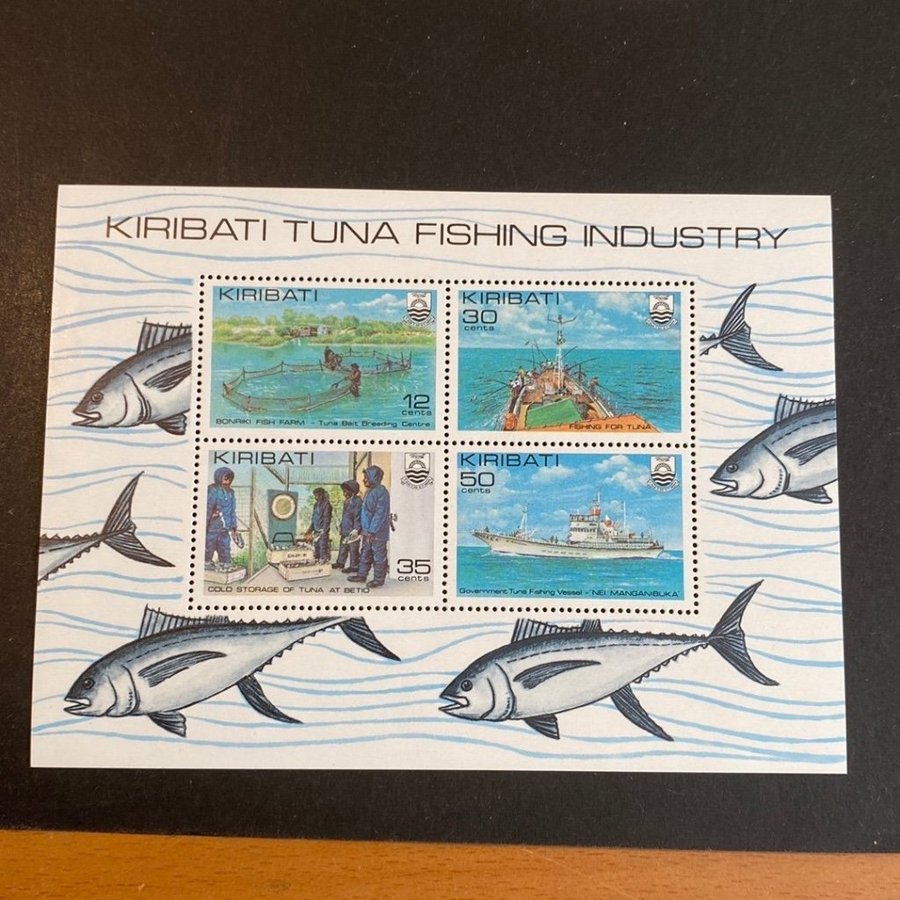 KIRIBATI TUNA FISHING INDUSTRY
KIRIBATI
12
cents
BONRIKI FISH FARM - Tuna Bait Breeding Centre
KIRIBATI
30
cents
FISHING FOR TUNA
KIRIBATI
35
cents
COLD STORAGE OF TUNA AT BETIO
KIRIBATI
50
cents
Government Tuna Fishing Vessel - 'NEI MANGANIBUKA'